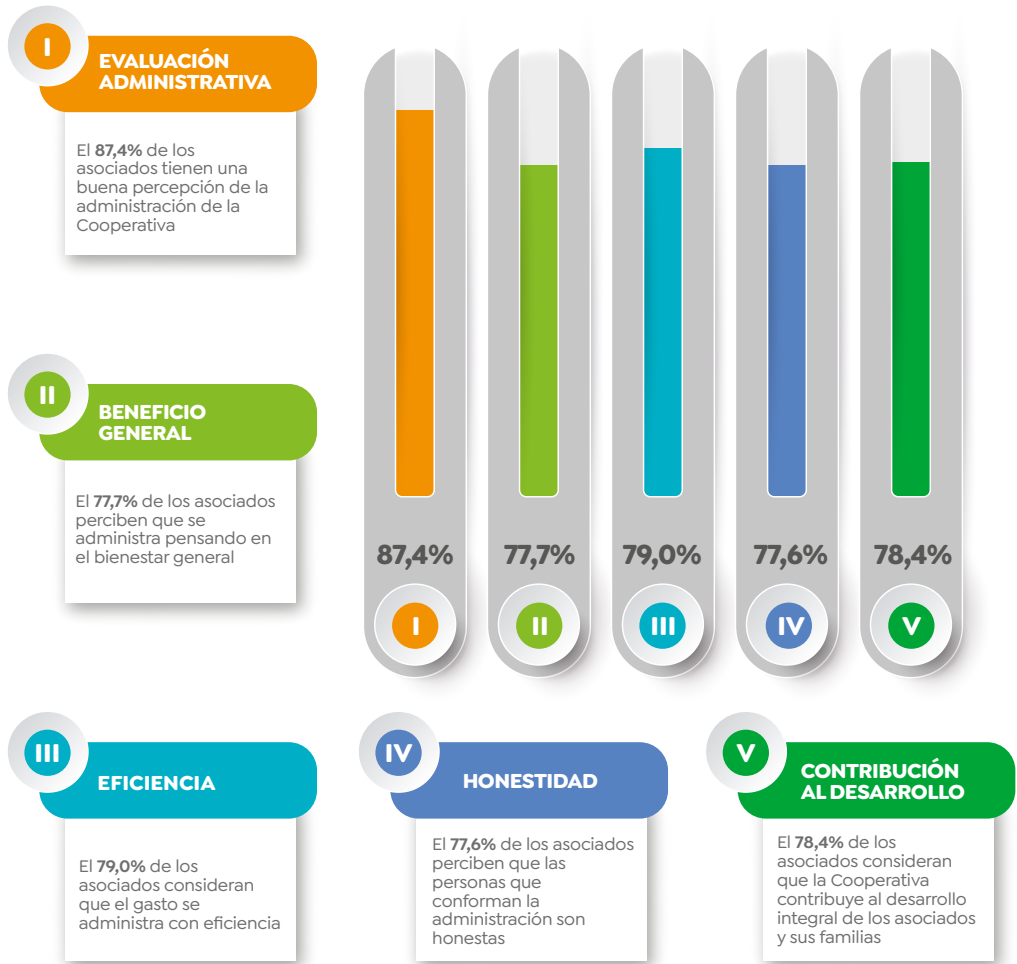 I
EVALUACIÓN
ADMINISTRATIVA
El 87,4% de los
asociados tienen una
buena percepción de la
administración de la
Cooperativa
II
BENEFICIO
GENERAL
El 77,7% de los asociados
perciben que se
administra pensando en
el bienestar general
87,4% 77,7% 79,0% 77,6% 78,4%
I II III IV V
III
EFICIENCIA
El 79,0% de los
asociados consideran
que el gasto se
administra con eficiencia
IV
HONESTIDAD
El 77,6% de los asociados
perciben que las
personas que
conforman la
administración son
honestas
V
CONTRIBUCIÓN
AL DESARROLLO
El 78,4% de los
asociados consideran
que la Cooperativa
contribuye al desarrollo
integral de los asociados
y sus familias